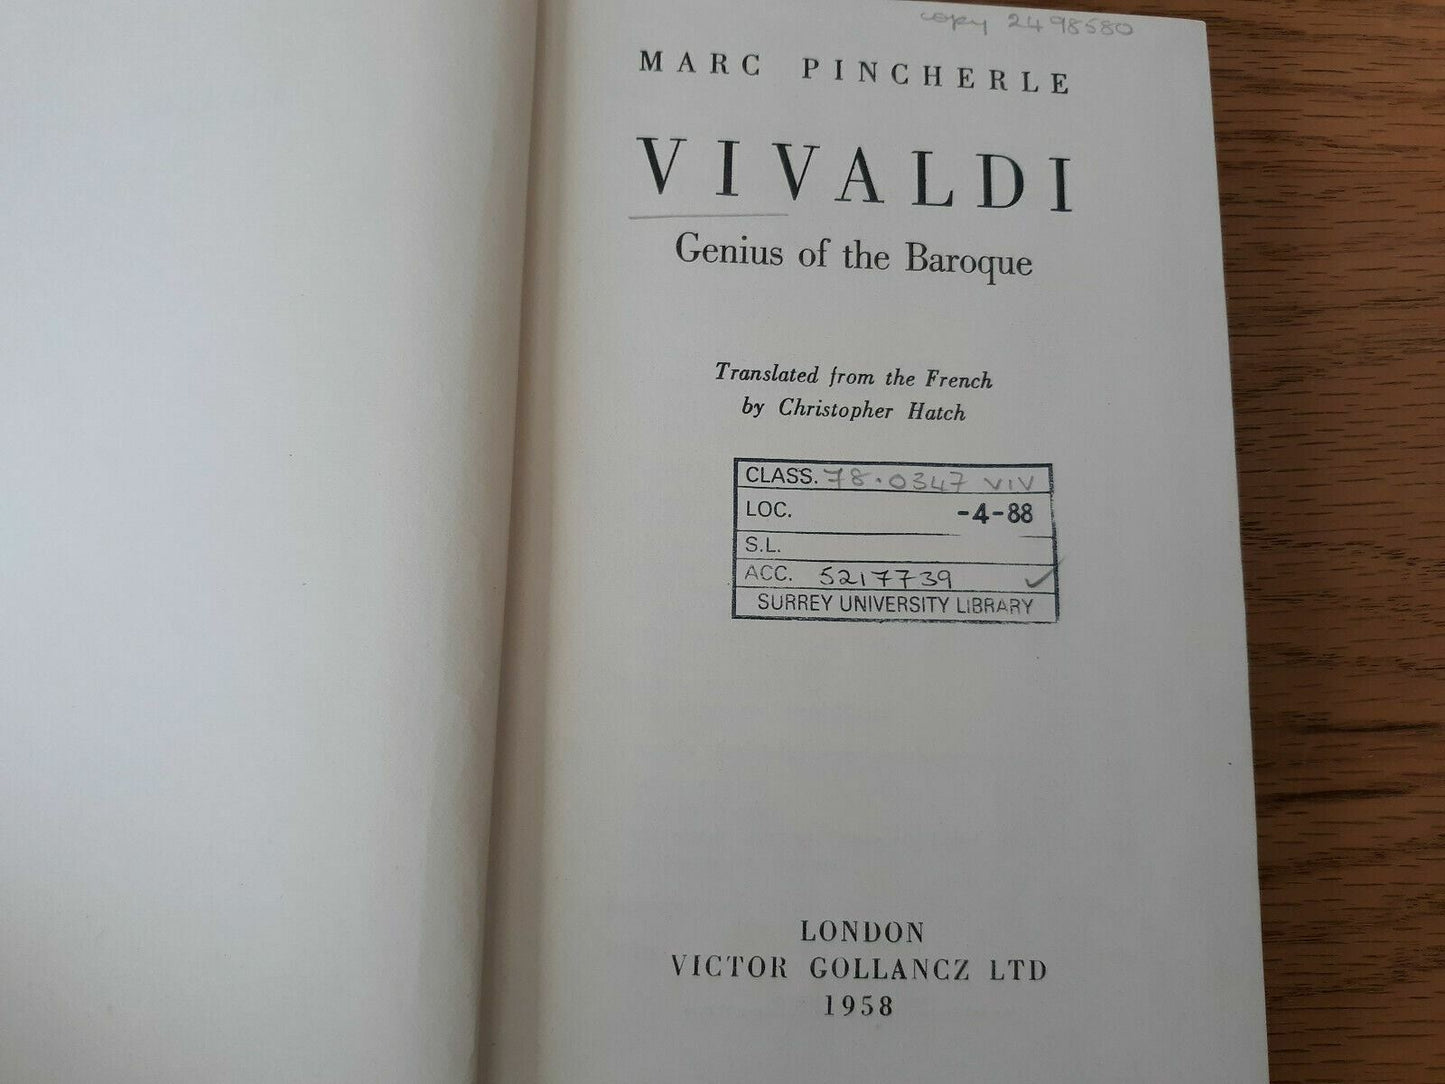 copy 2498580
MARC PINCHERLE
VIVALDI
Genius of the Baroque
Translated from the French
by Christopher Hatch
CLASS. 78.0347 VIV
LOC. -4-88
S.L.
ACC. 5217739 ✓
SURREY UNIVERSITY LIBRARY
LONDON
VICTOR GOLLANCZ LTD
1958